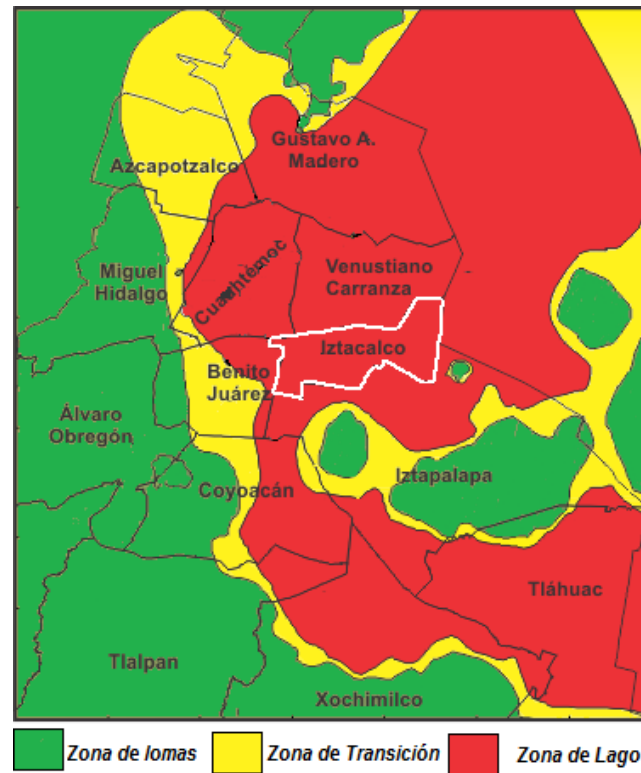 Gustavo A.
Madero
Azcapotzalco
Venustiano
Carranza
Miguel
Hidalgo
Cuauhtémoc
Iztacalco
Benito
Juárez
Álvaro
Obregón
Iztapalapa
Coyoacán
Tláhuac
Tlalpan
Xochimilco
Zona de lomas
Zona de Transición
Zona de Lago